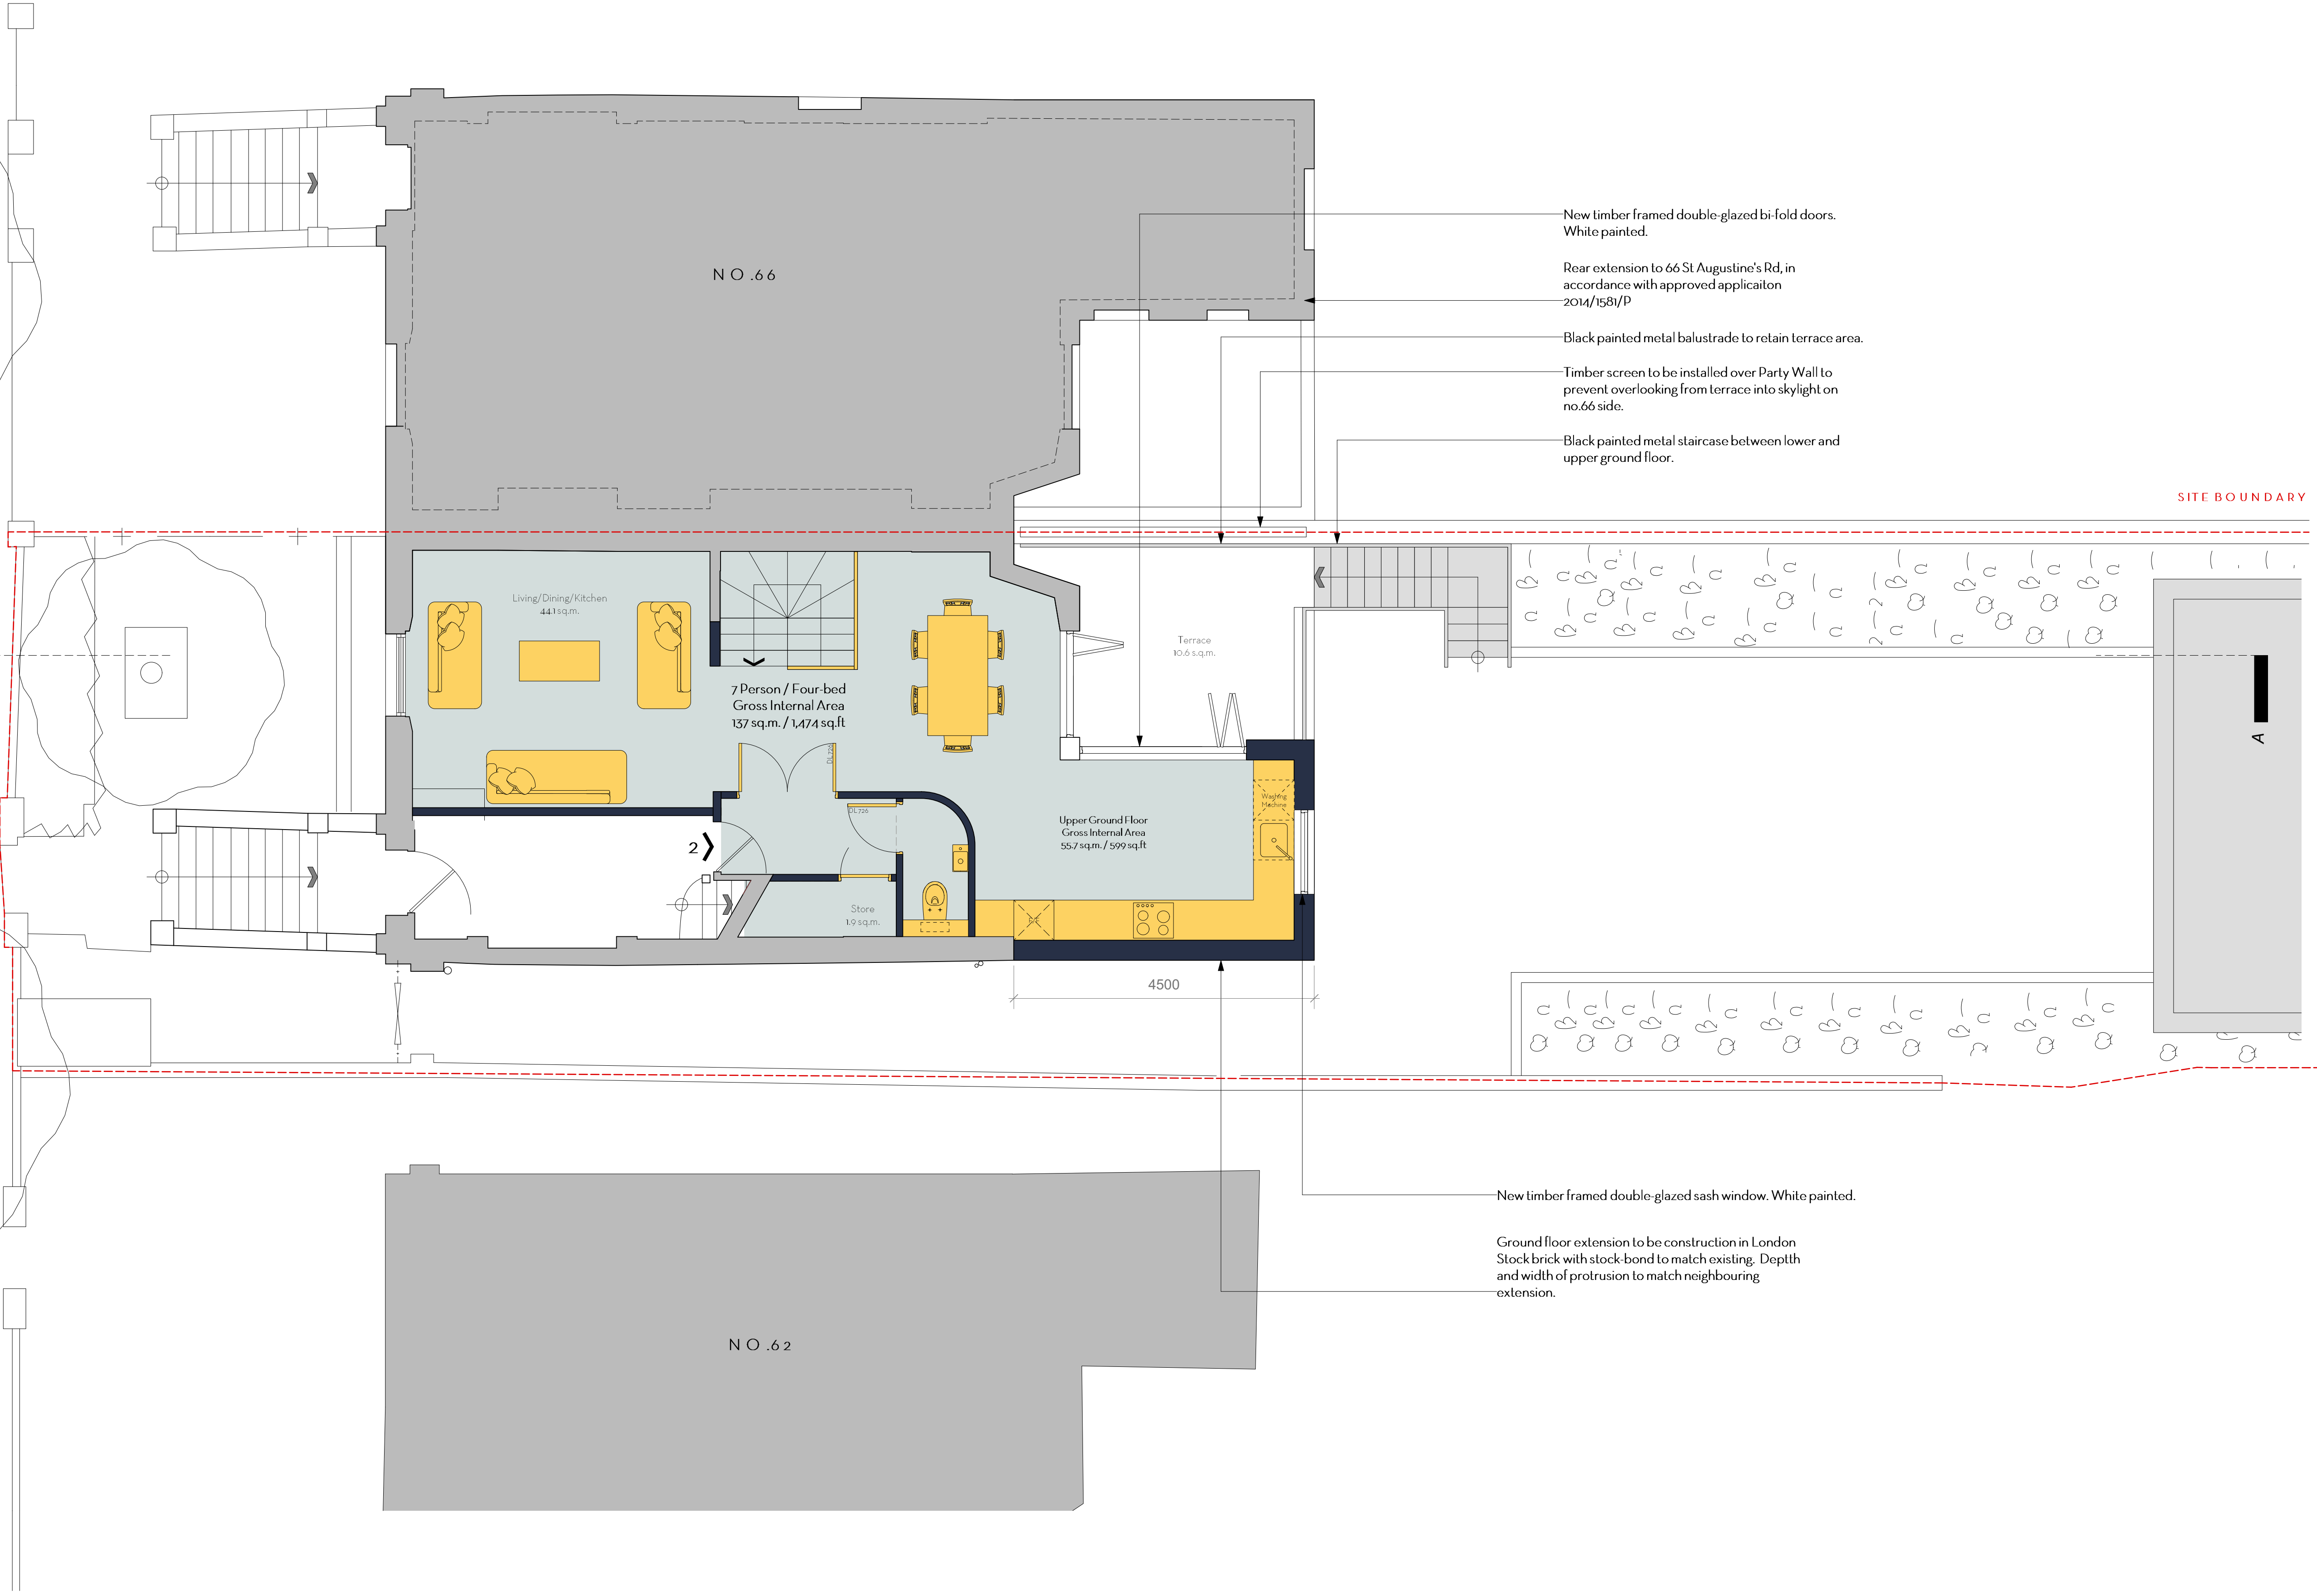 New timber framed double-glazed bi-fold doors.
White painted.
Rear extension to 66 St Augustine's Rd, in
accordance with approved applicaiton
2014/1581/P
NO.66
Black painted metal balustrade to retain terrace area.
Timber screen to be installed over Party Wall to
prevent overlooking from terrace into skylight on
no.66 side.
Black painted metal staircase between lower and
upper ground floor.
SITE BOUNDARY
Living/Dining/Kitchen
44.1 sq.m.
Terrace
10.6 s.q.m.
7 Person / Four-bed
Gross Internal Area
137 sq.m. / 1,474 sq.ft
A
DL726
Washing
Machine
DL726
Upper Ground Floor
Gross Internal Area
55.7 sq.m. / 599 sq.ft
2
Store
1.9 sq.m.
4500
New timber framed double-glazed sash window. White painted.
Ground floor extension to be construction in London
Stock brick with stock-bond to match existing. Deptth
and width of protrusion to match neighbouring
extension.
NO.62